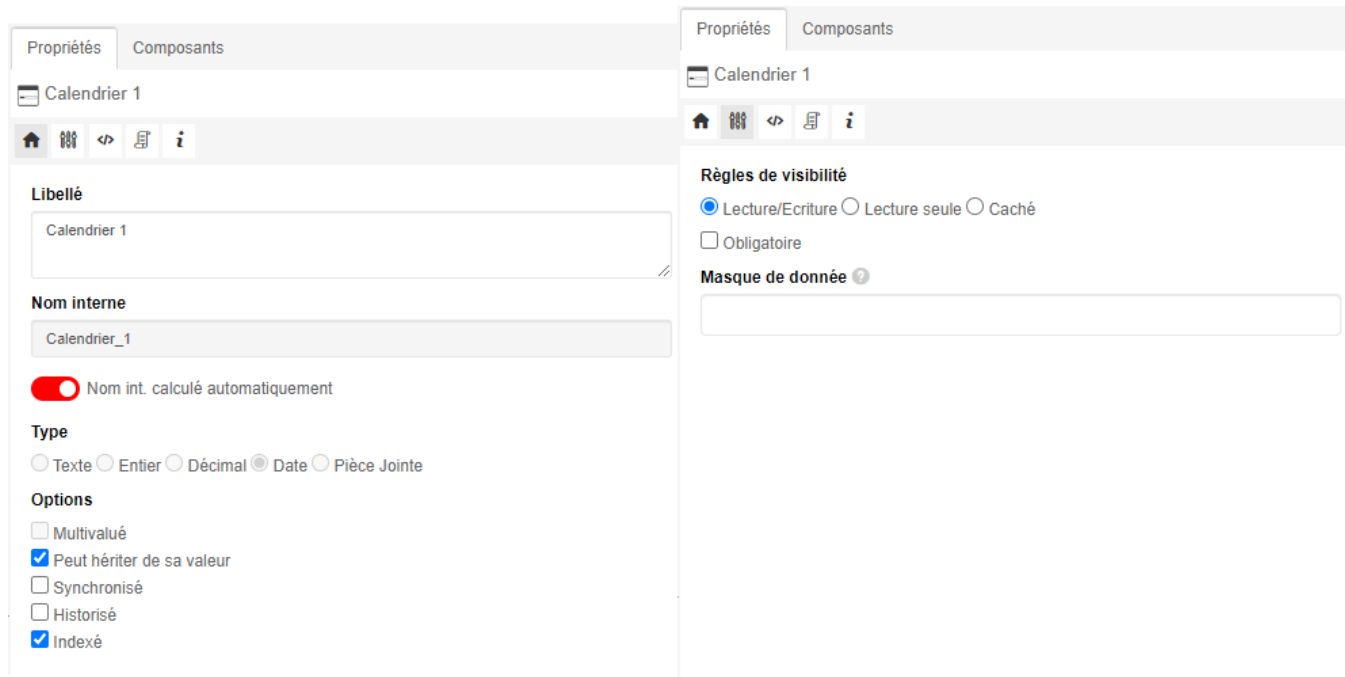 Propriétés Composants
Calendrier 1
</> i
Libellé
Calendrier 1
Nom interne
Calendrier_1
Nom int. calculé automatiquement
Type
Texte Entier Décimal Date Pièce Jointe
Options
Multivalué
Peut hériter de sa valeur
Synchronisé
Historisé
Indexé
Propriétés Composants
Calendrier 1
</> i
Règles de visibilité
Lecture/Ecriture Lecture seule Caché
Obligatoire
Masque de donnée ?